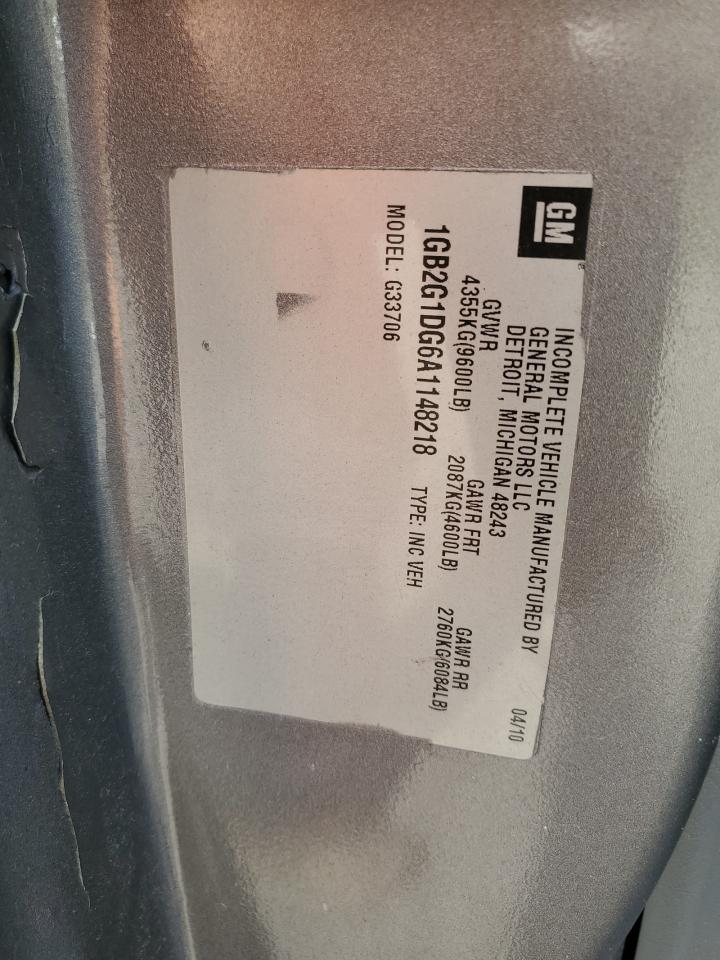 GM
INCOMPLETE VEHICLE MANUFACTURED BY
GENERAL MOTORS LLC
DETROIT, MICHIGAN 48243 04/10
GVWR GAWR FRT GAWR RR
4355KG(9600LB) 2087KG(4600LB) 2760KG(6084LB)
1GB2G1DG6A1148218 TYPE: INC VEH
MODEL: G33706